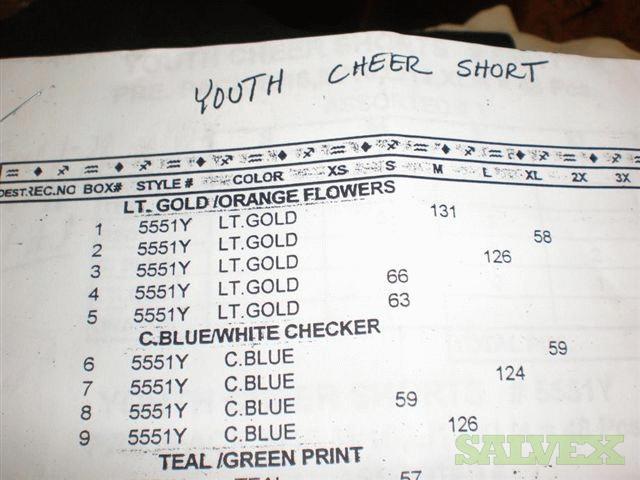 YOUTH CHEER SHORT
DEST.REC.NO BOX# STYLE # COLOR XS S M L XL 2X 3X
LT. GOLD /ORANGE FLOWERS
1 5551Y LT.GOLD 131
2 5551Y LT.GOLD 58
3 5551Y LT.GOLD 126
4 5551Y LT.GOLD 66
5 5551Y LT.GOLD 63
C.BLUE/WHITE CHECKER
6 5551Y C.BLUE 59
7 5551Y C.BLUE 124
8 5551Y C.BLUE 59
9 5551Y C.BLUE 126
TEAL /GREEN PRINT
TEAL 57
SALVEX